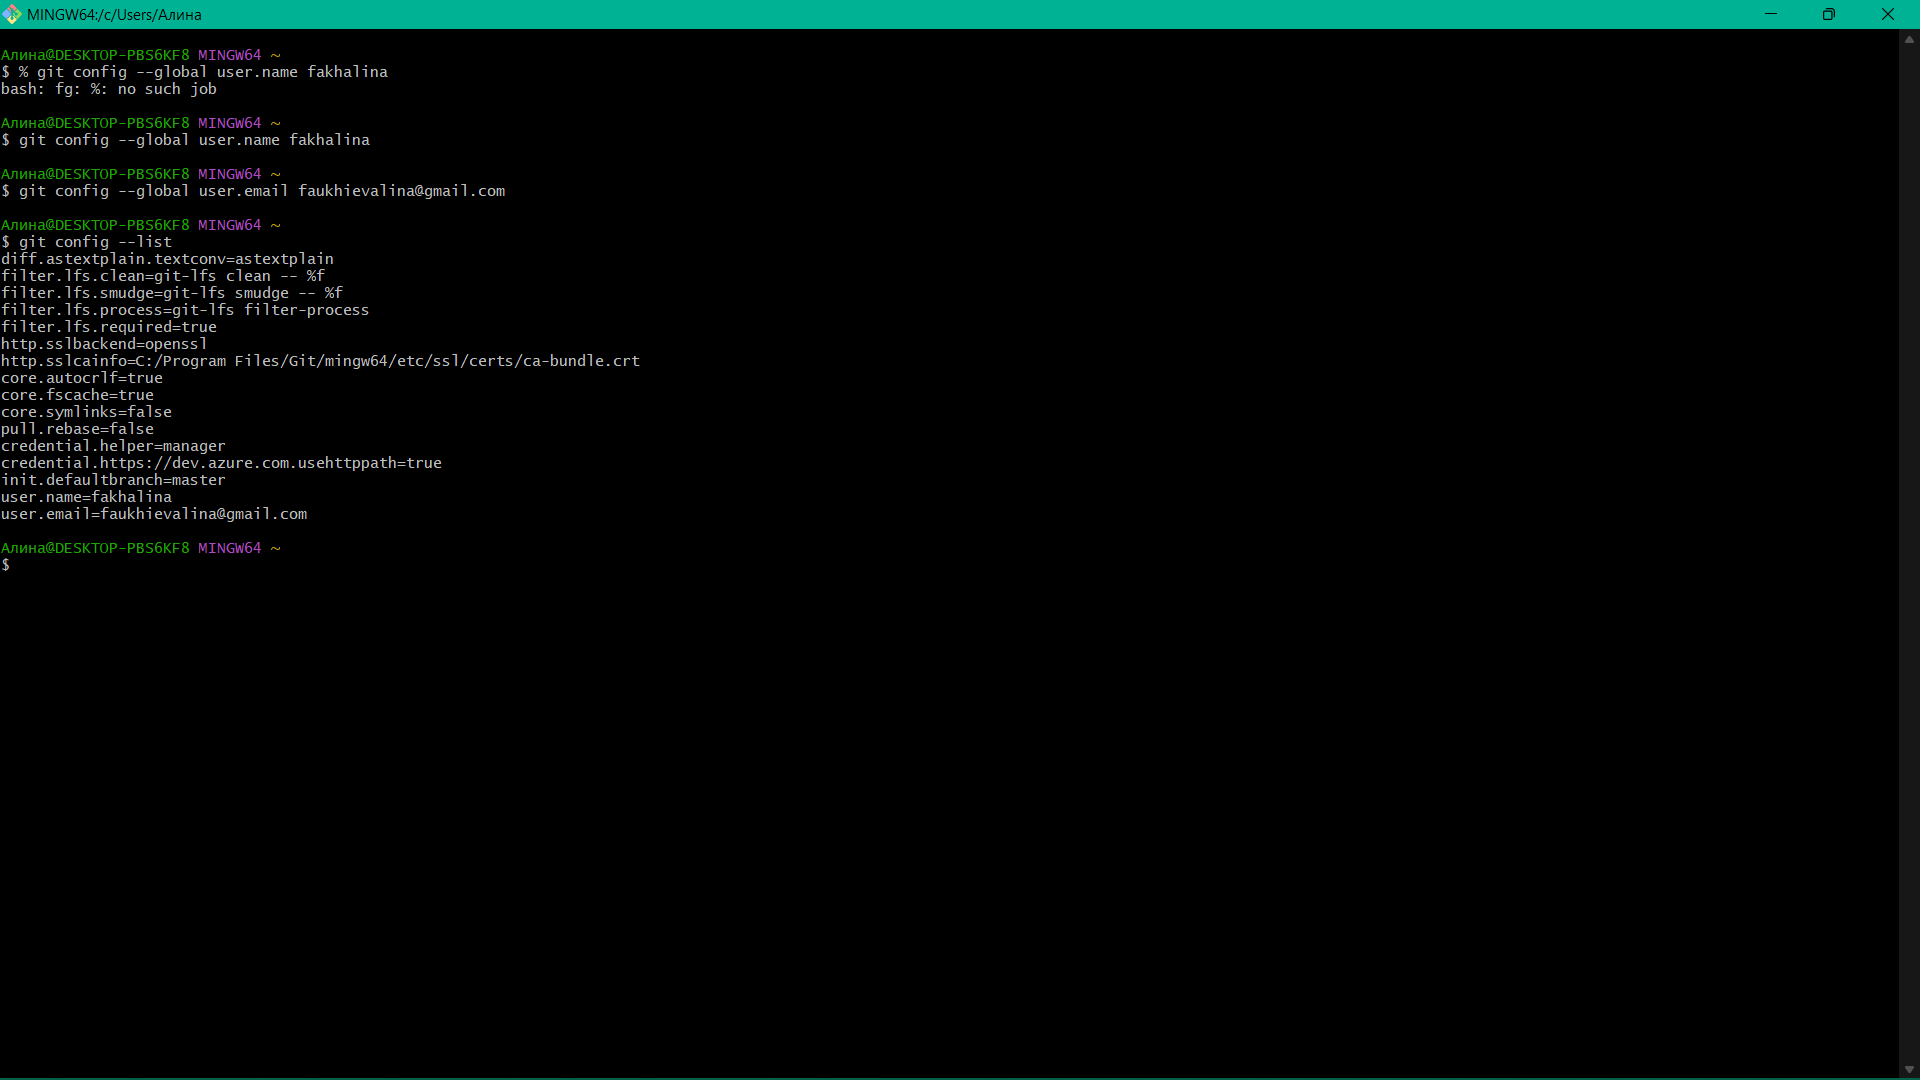 MINGW64:/c/Users/Алина
Алина@DESKTOP-PBS6KF8 MINGW64 ~
$ % git config --global user.name fakhalina
bash: fg: %: no such job
Алина@DESKTOP-PBS6KF8 MINGW64 ~
$ git config --global user.name fakhalina
Алина@DESKTOP-PBS6KF8 MINGW64 ~
$ git config --global user.email faukhievalina@gmail.com
Алина@DESKTOP-PBS6KF8 MINGW64 ~
$ git config --list
diff.astextplain.textconv=astextplain
filter.lfs.clean=git-lfs clean -- %f
filter.lfs.smudge=git-lfs smudge -- %f
filter.lfs.process=git-lfs filter-process
filter.lfs.required=true
http.sslbackend=openssl
http.sslcainfo=C:/Program Files/Git/mingw64/etc/ssl/certs/ca-bundle.crt
core.autocrlf=true
core.fscache=true
core.symlinks=false
pull.rebase=false
credential.helper=manager
credential.https://dev.azure.com.usehttppath=true
init.defaultbranch=master
user.name=fakhalina
user.email=faukhievalina@gmail.com
Алина@DESKTOP-PBS6KF8 MINGW64 ~
$